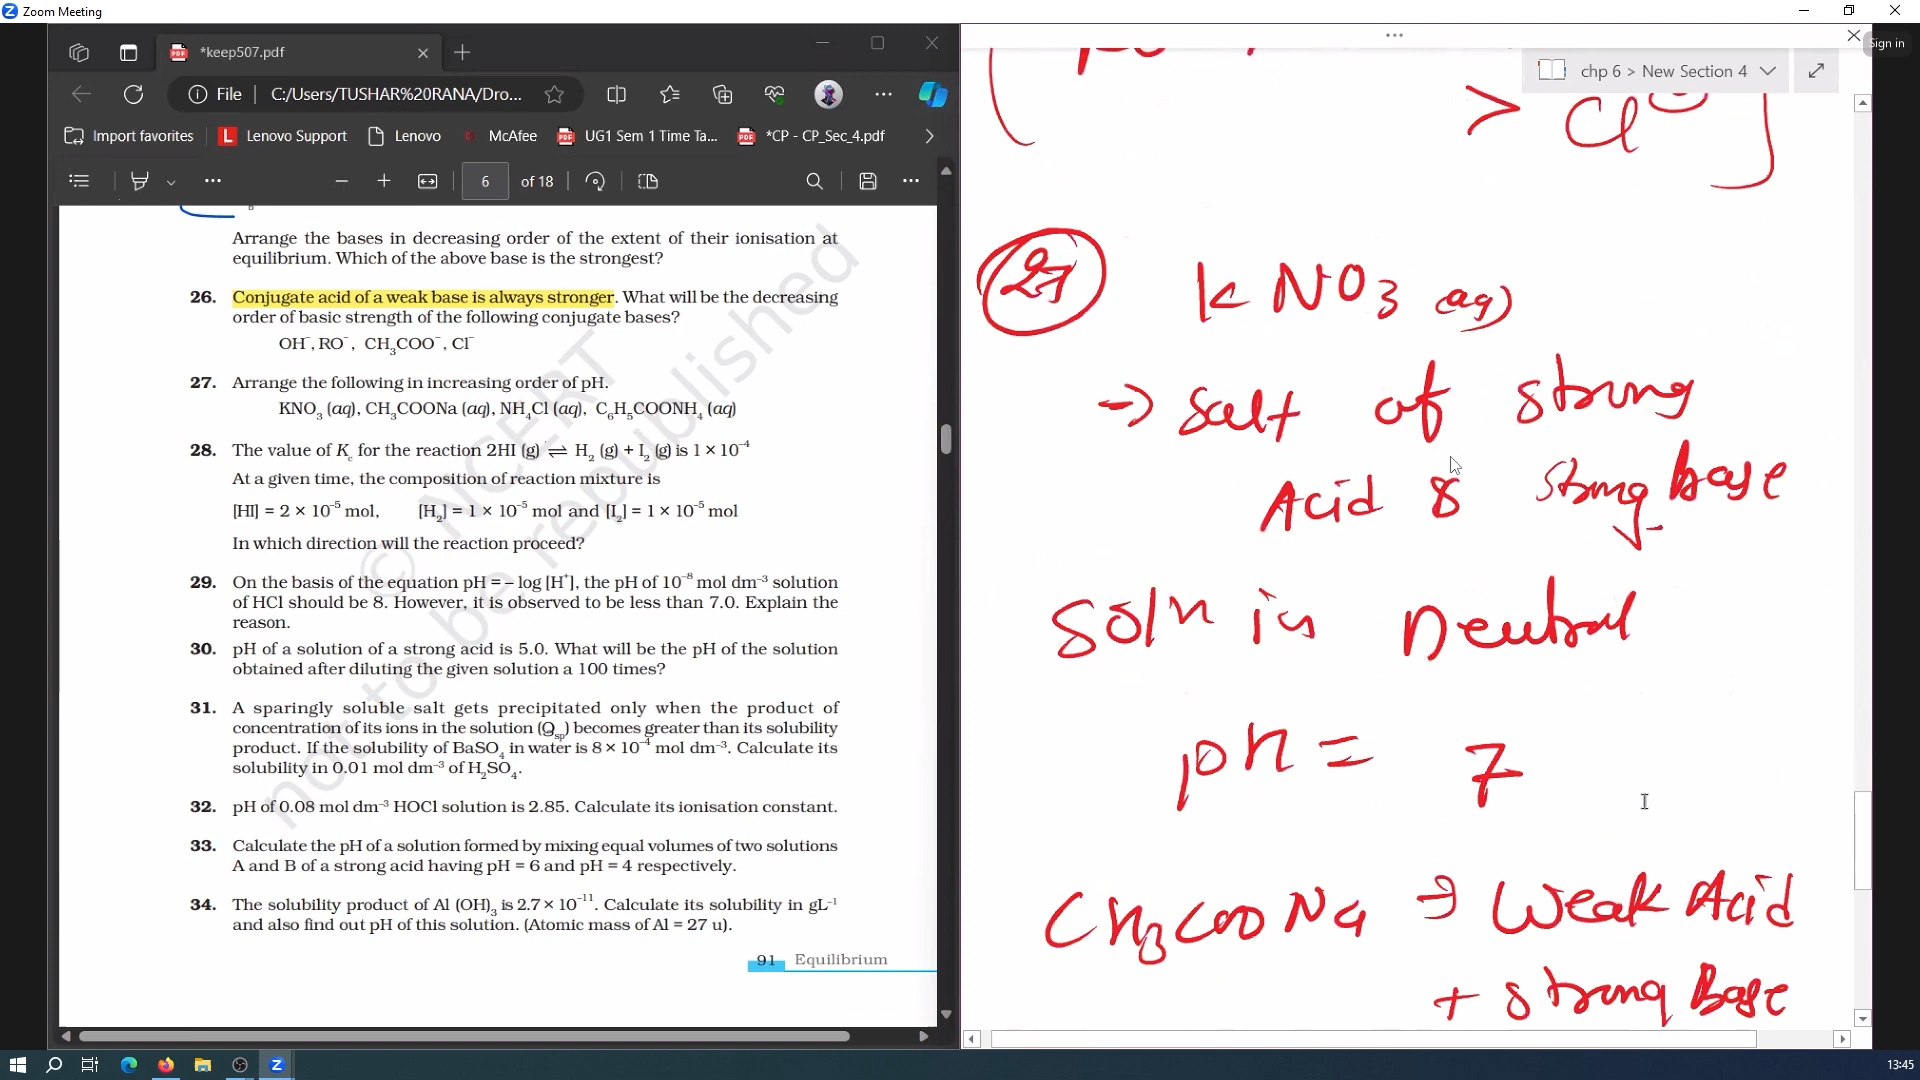 Zoom Meeting
Sign in
*keep507.pdf
File
C:/Users/TUSHAR%20RANA/Dro...
Import favorites
Lenovo Support
Lenovo
McAfee
UG1 Sem 1 Time Ta...
*CP - CP_Sec_4.pdf
6 of 18
Arrange the bases in decreasing order of the extent of their ionisation at
equilibrium. Which of the above base is the strongest?
26. Conjugate acid of a weak base is always stronger. What will be the decreasing
order of basic strength of the following conjugate bases?
OH⁻, RO⁻, CH₃COO⁻, Cl⁻
27. Arrange the following in increasing order of pH.
KNO₃ (aq), CH₃COONa (aq), NH₄Cl (aq), C₆H₅COONH₄ (aq)
28. The value of K꜀ for the reaction 2HI (g) ⇌ H₂ (g) + I₂ (g) is 1 × 10⁻⁴
At a given time, the composition of reaction mixture is
[HI] = 2 × 10⁻⁵ mol, [H₂] = 1 × 10⁻⁵ mol and [I₂] = 1 × 10⁻⁵ mol
In which direction will the reaction proceed?
29. On the basis of the equation pH = – log [H⁺], the pH of 10⁻⁸ mol dm⁻³ solution
of HCl should be 8. However, it is observed to be less than 7.0. Explain the
reason.
30. pH of a solution of a strong acid is 5.0. What will be the pH of the solution
obtained after diluting the given solution a 100 times?
31. A sparingly soluble salt gets precipitated only when the product of
concentration of its ions in the solution (Qsp) becomes greater than its solubility
product. If the solubility of BaSO₄ in water is 8 × 10⁻⁴ mol dm⁻³. Calculate its
solubility in 0.01 mol dm⁻³ of H₂SO₄.
32. pH of 0.08 mol dm⁻³ HOCl solution is 2.85. Calculate its ionisation constant.
33. Calculate the pH of a solution formed by mixing equal volumes of two solutions
A and B of a strong acid having pH = 6 and pH = 4 respectively.
34. The solubility product of Al (OH)₃ is 2.7 × 10⁻¹¹. Calculate its solubility in gL⁻¹
and also find out pH of this solution. (Atomic mass of Al = 27 u).
91 Equilibrium
© NCERT
not to be republished
chp 6 > New Section 4
> Cl⊖
27 KNO3 (aq)
→ Salt of strong
Acid & strong base
Soln is Neutral
pH = 7
CH3COONa → Weak Acid
+ strong Base
13:45